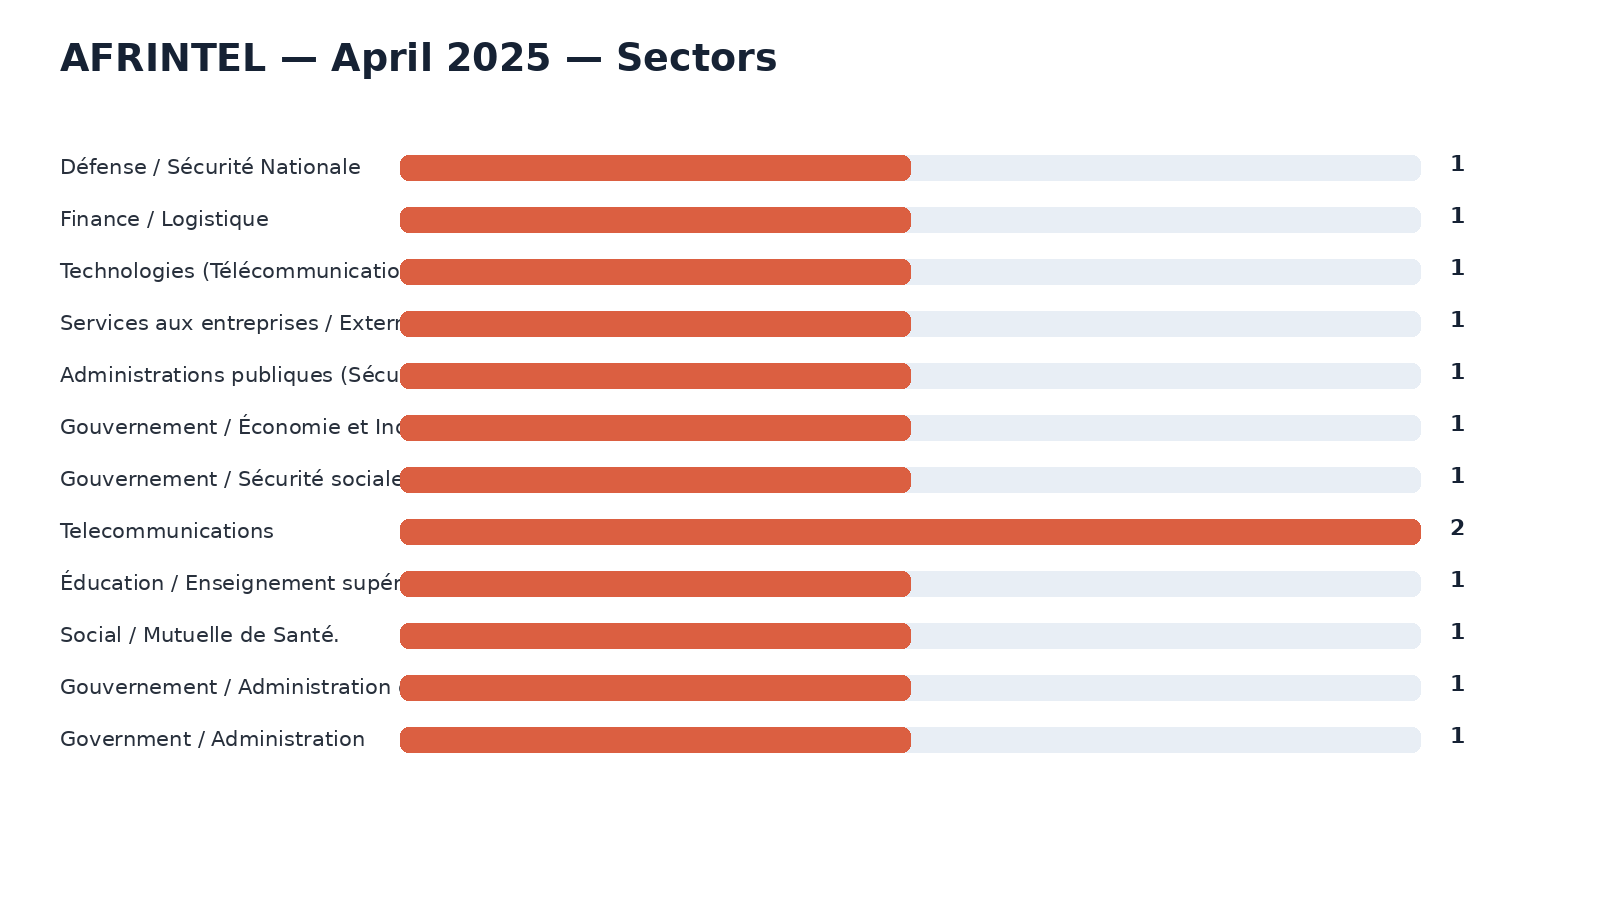 AFRINTEL — April 2025 — Sectors
Défense / Sécurité Nationale 1
Finance / Logistique 1
Technologies (Télécommunicatio 1
Services aux entreprises / Extern 1
Administrations publiques (Sécu 1
Gouvernement / Économie et Ind 1
Gouvernement / Sécurité sociale 1
Telecommunications 2
Éducation / Enseignement supér 1
Social / Mutuelle de Santé. 1
Gouvernement / Administration 1
Government / Administration 1